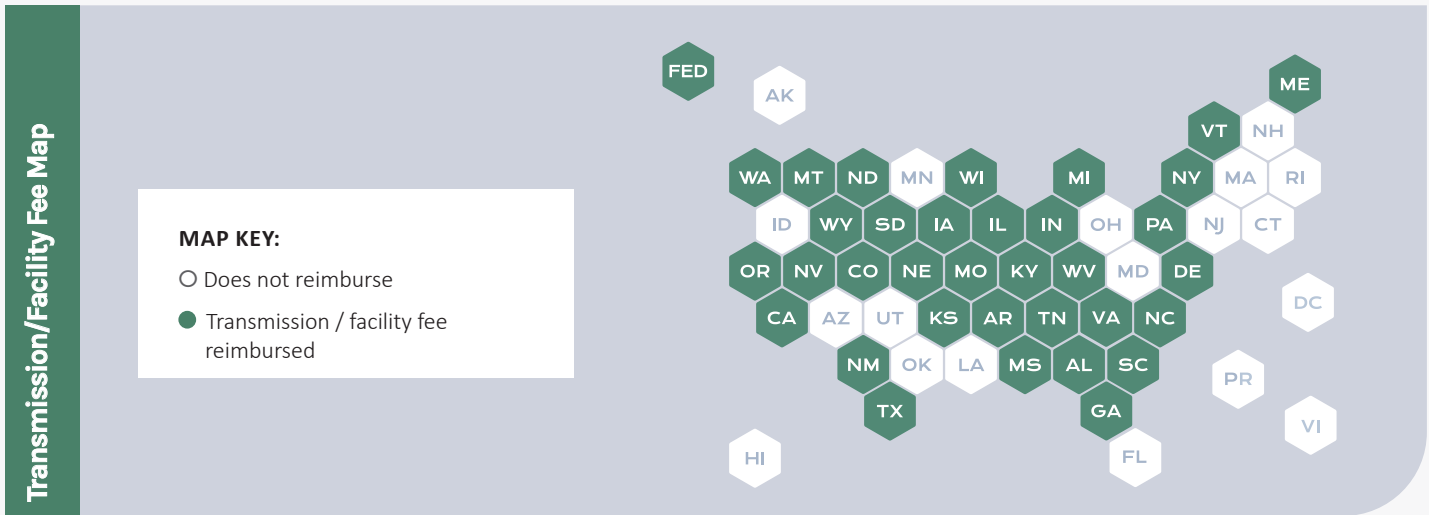 Transmission/Facility Fee Map
MAP KEY:
Does not reimburse
Transmission / facility fee
reimbursed
FED
AK
ME
VT NH
WA MT ND MN WI MI NY MA RI
ID WY SD IA IL IN OH PA NJ CT
OR NV CO NE MO KY WV MD DE
DC
CA AZ UT KS AR TN VA NC
NM OK LA MS AL SC
PR
TX GA
VI
HI FL